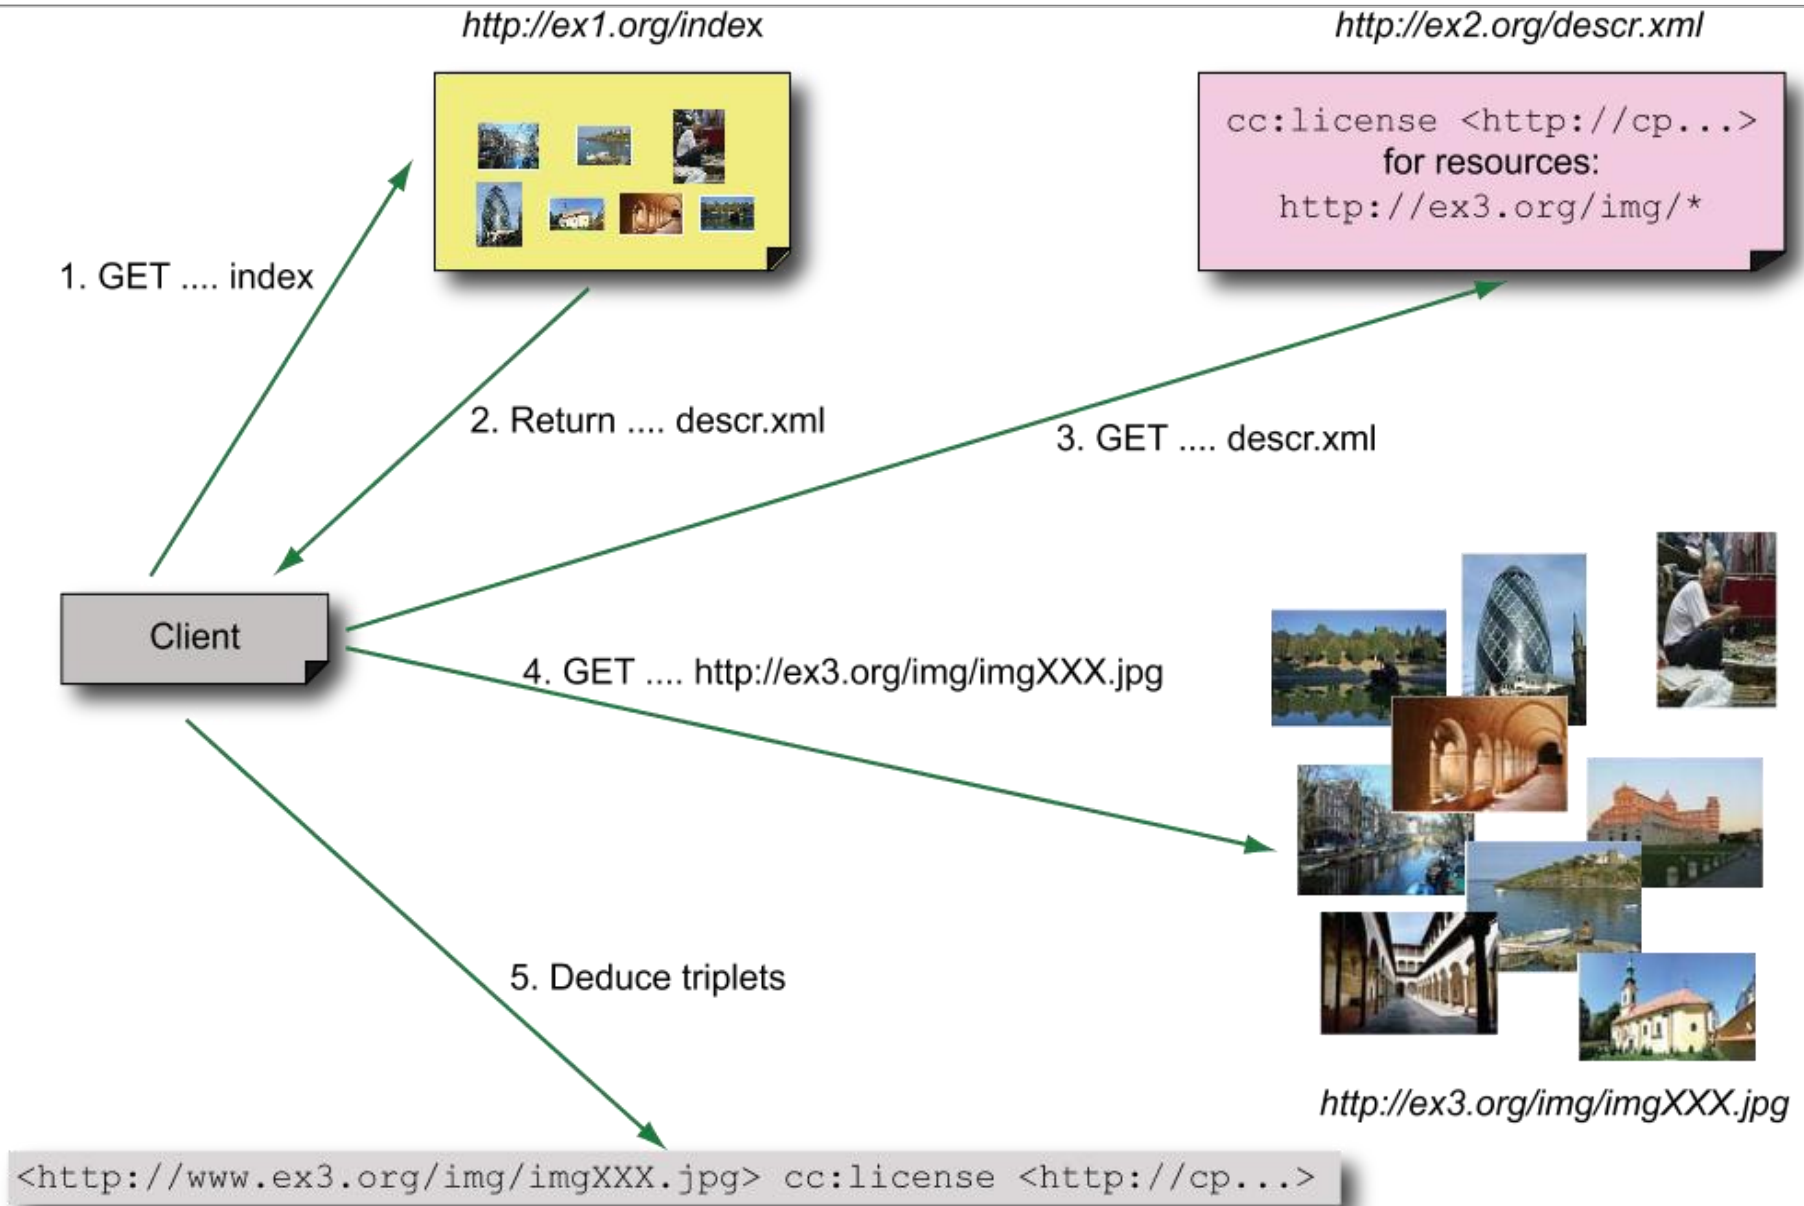 http://ex1.org/index
http://ex2.org/descr.xml
cc:license <http://cp...>
for resources:
http://ex3.org/img/*
1. GET .... index
2. Return .... descr.xml
3. GET .... descr.xml
Client
4. GET .... http://ex3.org/img/imgXXX.jpg
5. Deduce triplets
http://ex3.org/img/imgXXX.jpg
<http://www.ex3.org/img/imgXXX.jpg> cc:license <http://cp...>